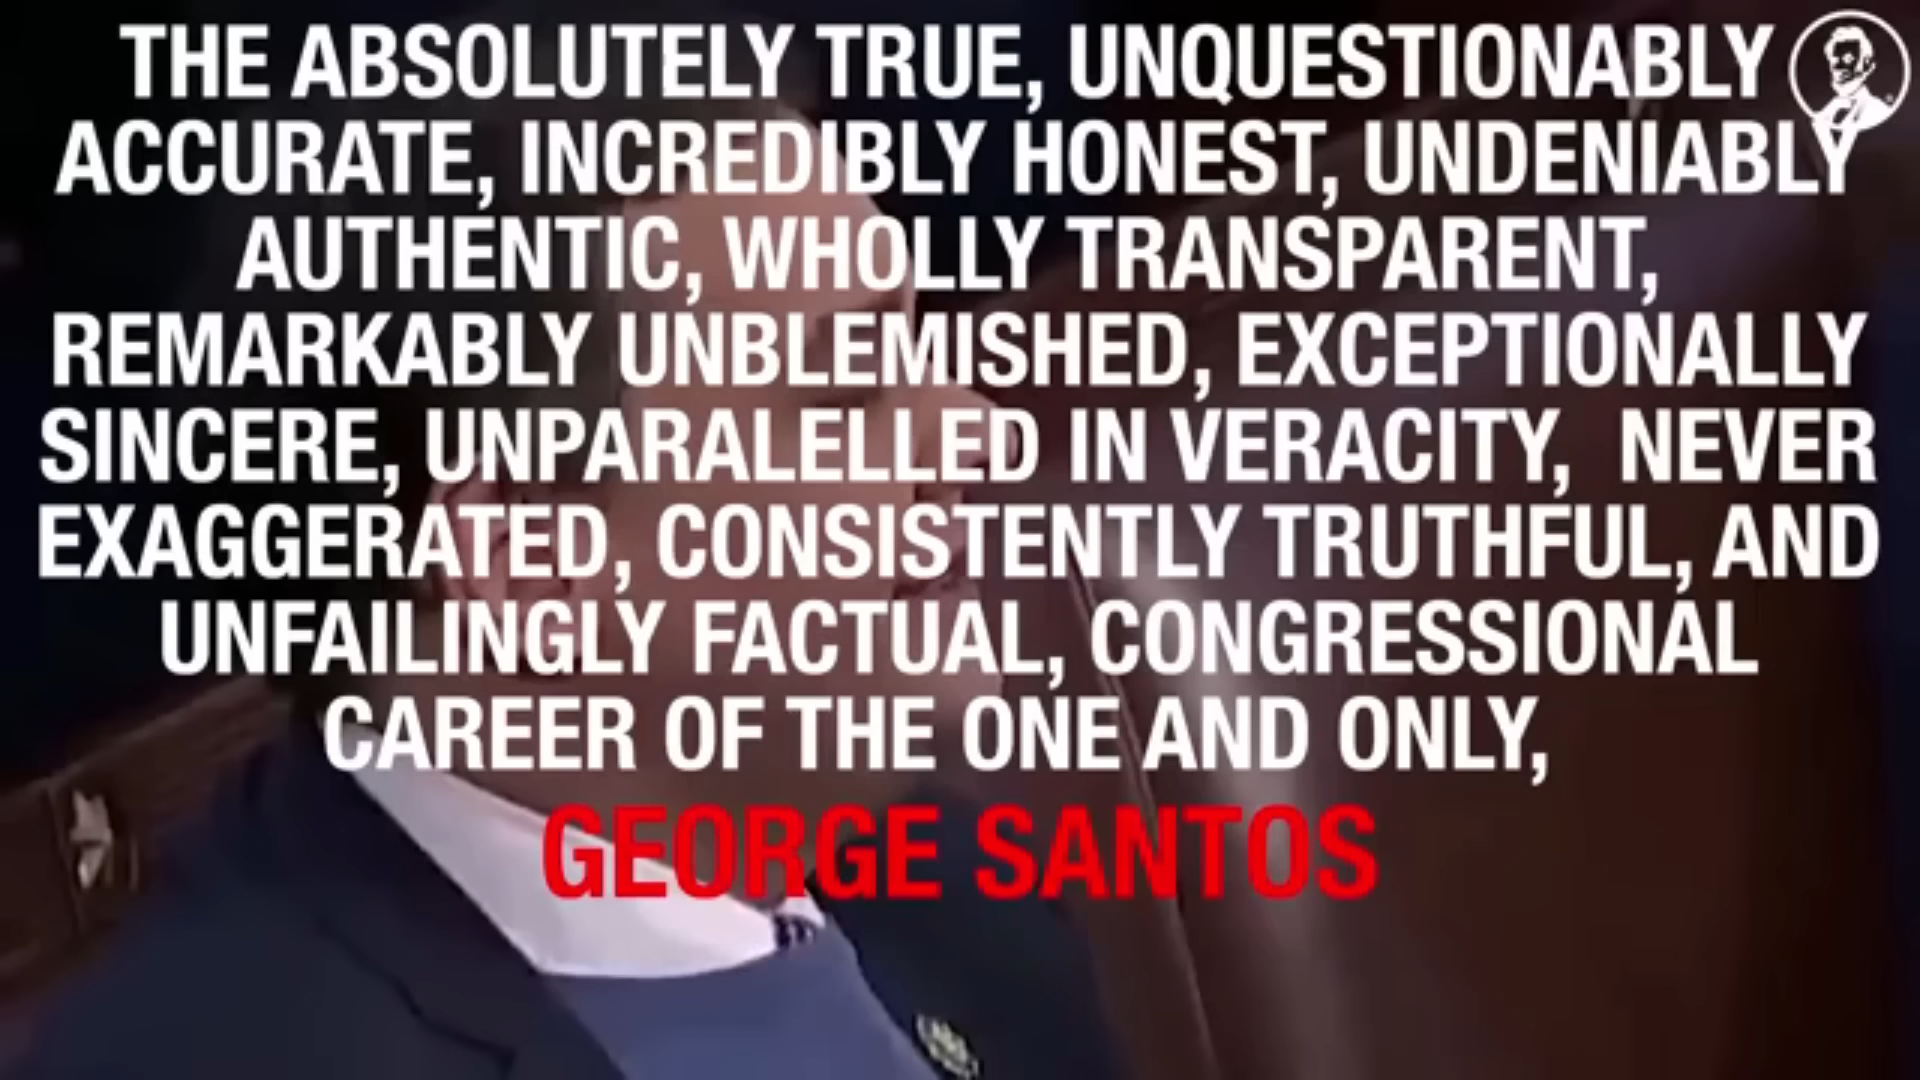 THE ABSOLUTELY TRUE, UNQUESTIONABLY
ACCURATE, INCREDIBLY HONEST, UNDENIABLY
AUTHENTIC, WHOLLY TRANSPARENT,
REMARKABLY UNBLEMISHED, EXCEPTIONALLY
SINCERE, UNPARALELLED IN VERACITY, NEVER
EXAGGERATED, CONSISTENTLY TRUTHFUL, AND
UNFAILINGLY FACTUAL, CONGRESSIONAL
CAREER OF THE ONE AND ONLY,
GEORGE SANTOS